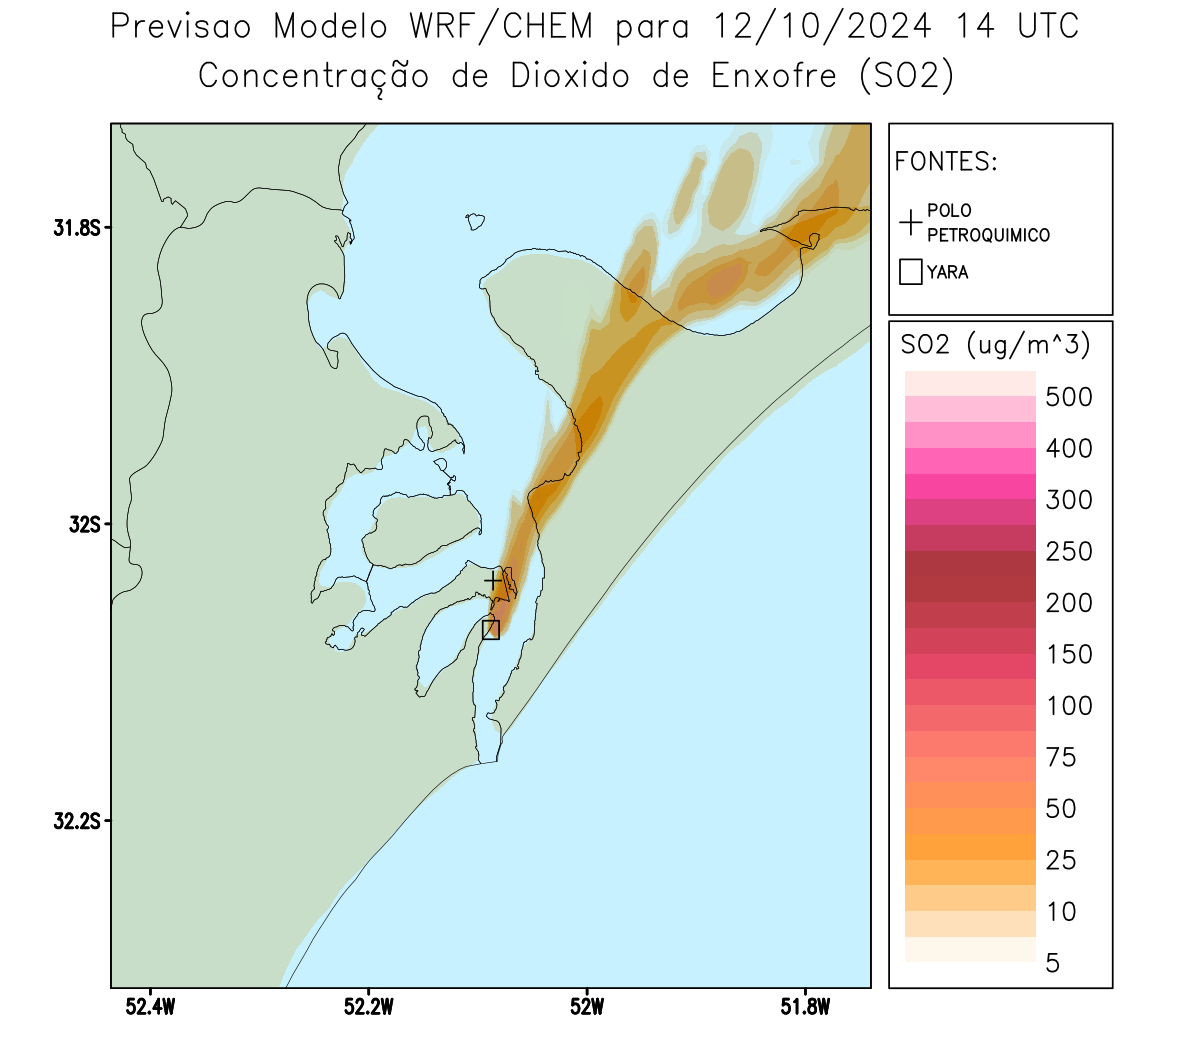 Previsao Modelo WRF/CHEM para 12/10/2024 14 UTC
Concentração de Dioxido de Enxofre (SO2)
FONTES:
POLO
PETROQUIMICO
YARA
SO2 (ug/m^3)
500
400
300
250
200
150
100
75
50
25
10
5
31.8S
32S
32.2S
52.4W
52.2W
52W
51.8W